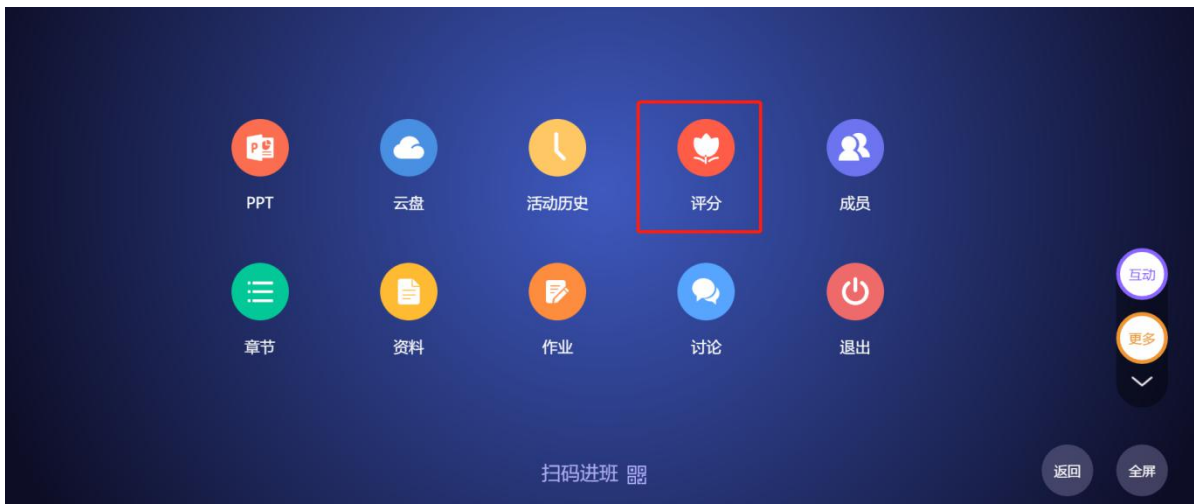 PPT
云盘
活动历史
评分
成员
章节
资料
作业
讨论
退出
互动
更多
扫码进班
返回
全屏